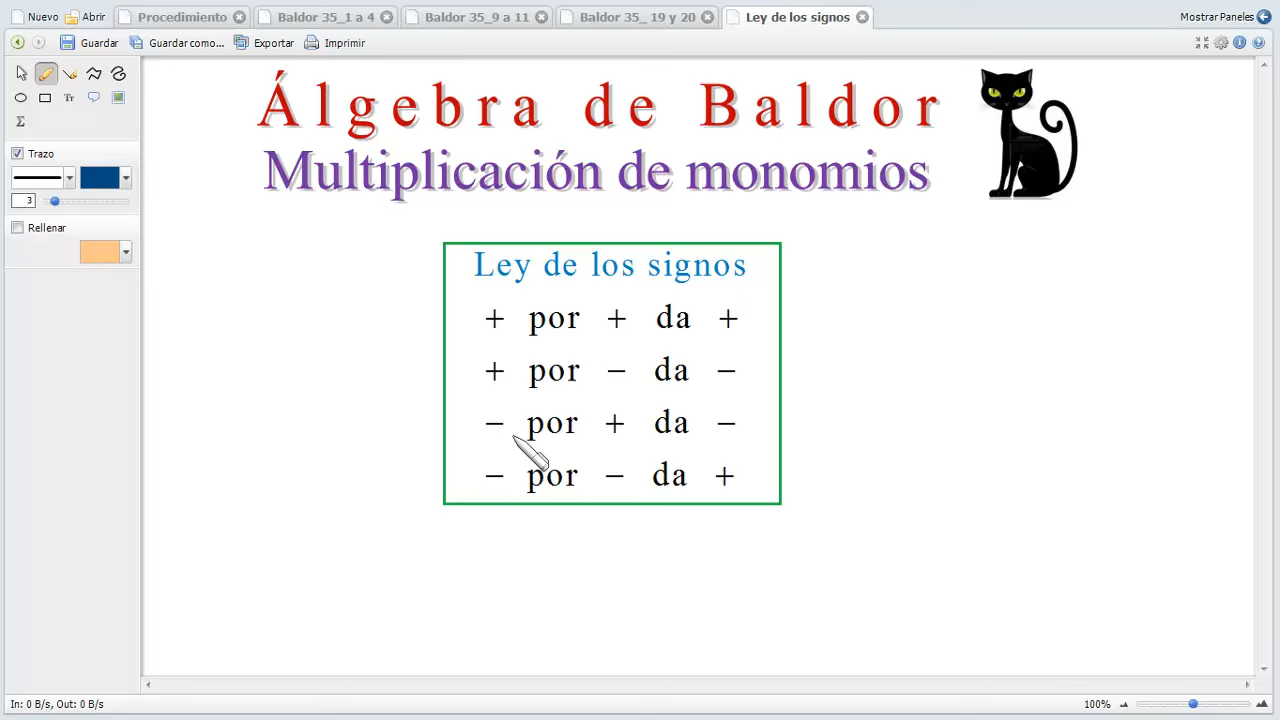 Nuevo Abrir Procedimiento Baldor 35_1 a 4 Baldor 35_9 a 11 Baldor 35_ 19 y 20 Ley de los signos Mostrar Paneles
Guardar Guardar como... Exportar Imprimir
Tr
Σ
Trazo
3
Rellenar
Álgebra de Baldor
Multiplicación de monomios
Ley de los signos
+ por + da +
+ por − da −
− por + da −
− por − da +
In: 0 B/s, Out: 0 B/s 100%